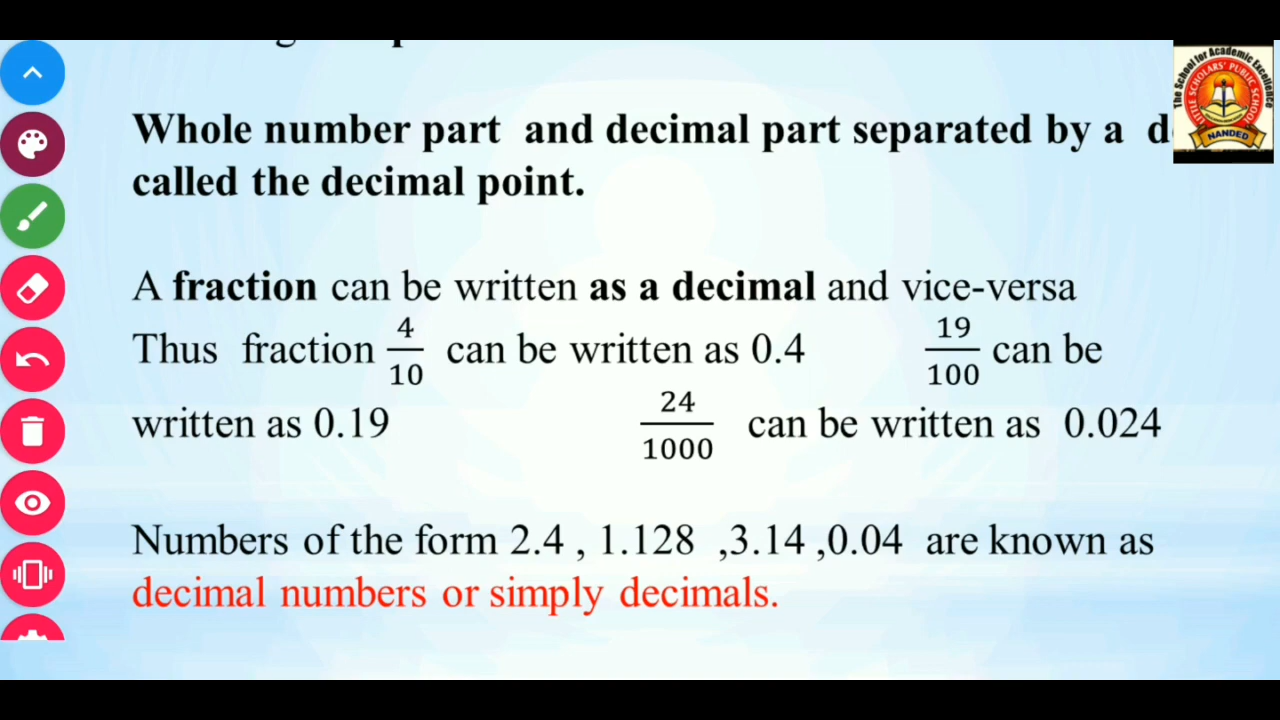 Whole number part and decimal part separated by a
called the decimal point.
A fraction can be written as a decimal and vice-versa
Thus fraction 4/10 can be written as 0.4 19/100 can be
written as 0.19 24/1000 can be written as 0.024
Numbers of the form 2.4 , 1.128 ,3.14 ,0.04 are known as
decimal numbers or simply decimals.
The School for Academic Excellence
LITTLE SCHOLARS' PUBLIC SCHOOL
NANDED